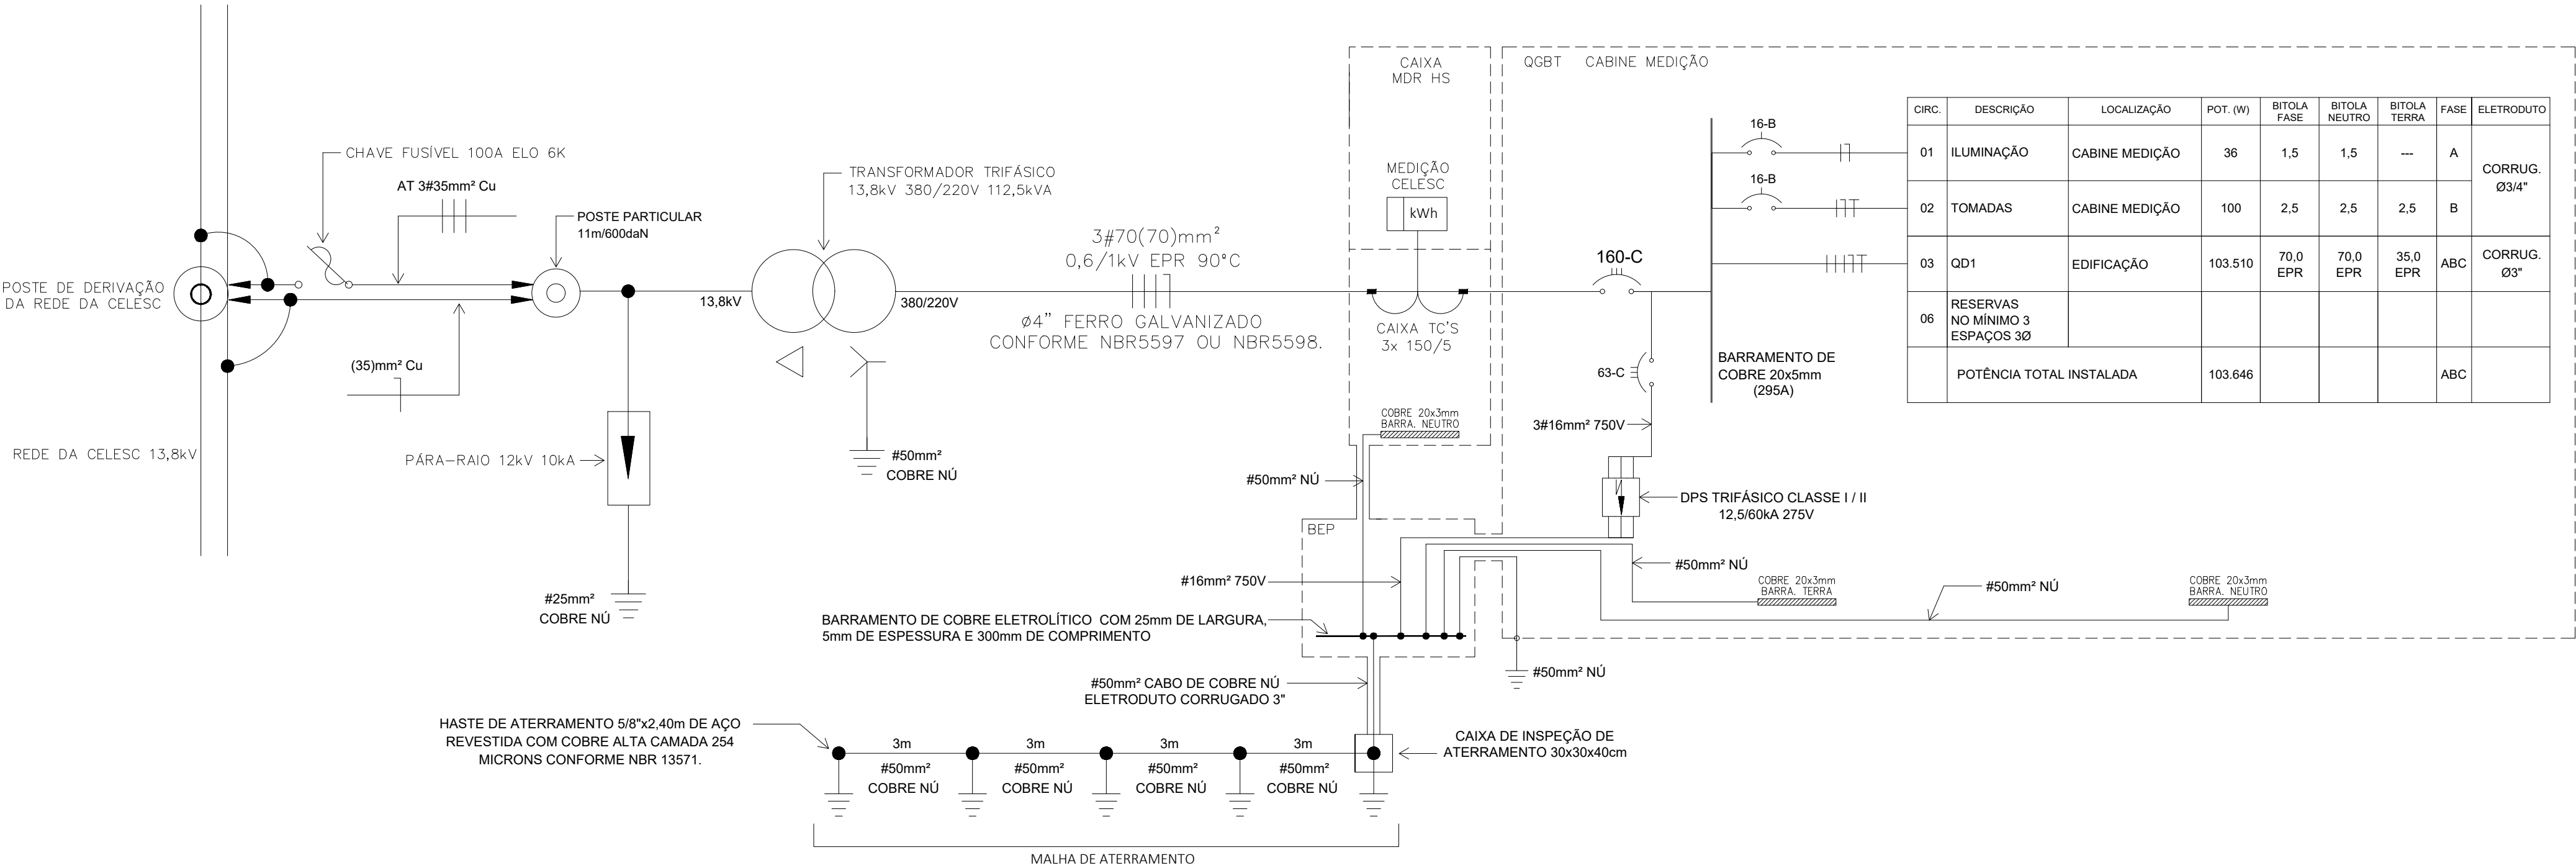 POSTE DE DERIVAÇÃO
DA REDE DA CELESC
REDE DA CELESC 13,8kV
CHAVE FUSÍVEL 100A ELO 6K
AT 3#35mm² Cu
(35)mm² Cu
POSTE PARTICULAR
11m/600daN
PÁRA-RAIO 12kV 10kA
#25mm²
COBRE NÚ
TRANSFORMADOR TRIFÁSICO
13,8kV 380/220V 112,5kVA
13,8kV
380/220V
#50mm²
COBRE NÚ
3#70(70)mm²
0,6/1kV EPR 90°C
ø4” FERRO GALVANIZADO
CONFORME NBR5597 OU NBR5598.
CAIXA
MDR HS
MEDIÇÃO
CELESC
kWh
CAIXA TC'S
3x 150/5
COBRE 20x3mm
BARRA. NEUTRO
#50mm² NÚ
QGBT CABINE MEDIÇÃO
160-C
63-C
3#16mm² 750V
DPS TRIFÁSICO CLASSE I / II
12,5/60kA 275V
BARRAMENTO DE
COBRE 20x5mm
(295A)
16-B
16-B
CIRC. DESCRIÇÃO LOCALIZAÇÃO POT. (W) BITOLA FASE BITOLA NEUTRO BITOLA TERRA FASE ELETRODUTO
01 ILUMINAÇÃO CABINE MEDIÇÃO 36 1,5 1,5 --- A CORRUG. Ø3/4"
02 TOMADAS CABINE MEDIÇÃO 100 2,5 2,5 2,5 B
03 QD1 EDIFICAÇÃO 103.510 70,0 EPR 70,0 EPR 35,0 EPR ABC CORRUG. Ø3"
06 RESERVAS
NO MÍNIMO 3
ESPAÇOS 3Ø
POTÊNCIA TOTAL INSTALADA 103.646 ABC
BEP
#16mm² 750V
#50mm² NÚ
COBRE 20x3mm
BARRA. TERRA
#50mm² NÚ
COBRE 20x3mm
BARRA. NEUTRO
BARRAMENTO DE COBRE ELETROLÍTICO COM 25mm DE LARGURA,
5mm DE ESPESSURA E 300mm DE COMPRIMENTO
#50mm² NÚ
#50mm² CABO DE COBRE NÚ
ELETRODUTO CORRUGADO 3"
HASTE DE ATERRAMENTO 5/8"x2,40m DE AÇO
REVESTIDA COM COBRE ALTA CAMADA 254
MICRONS CONFORME NBR 13571.
3m 3m 3m 3m
#50mm² #50mm² #50mm² #50mm²
COBRE NÚ COBRE NÚ COBRE NÚ COBRE NÚ
CAIXA DE INSPEÇÃO DE
ATERRAMENTO 30x30x40cm
MALHA DE ATERRAMENTO